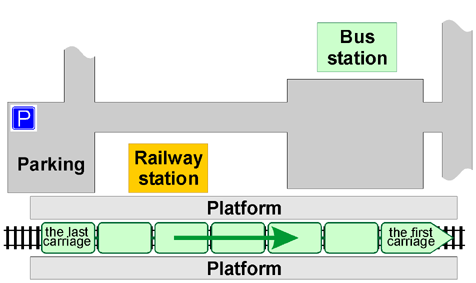 Bus
station
P
Parking
Railway
station
Platform
the last
carriage
the first
carriage
Platform